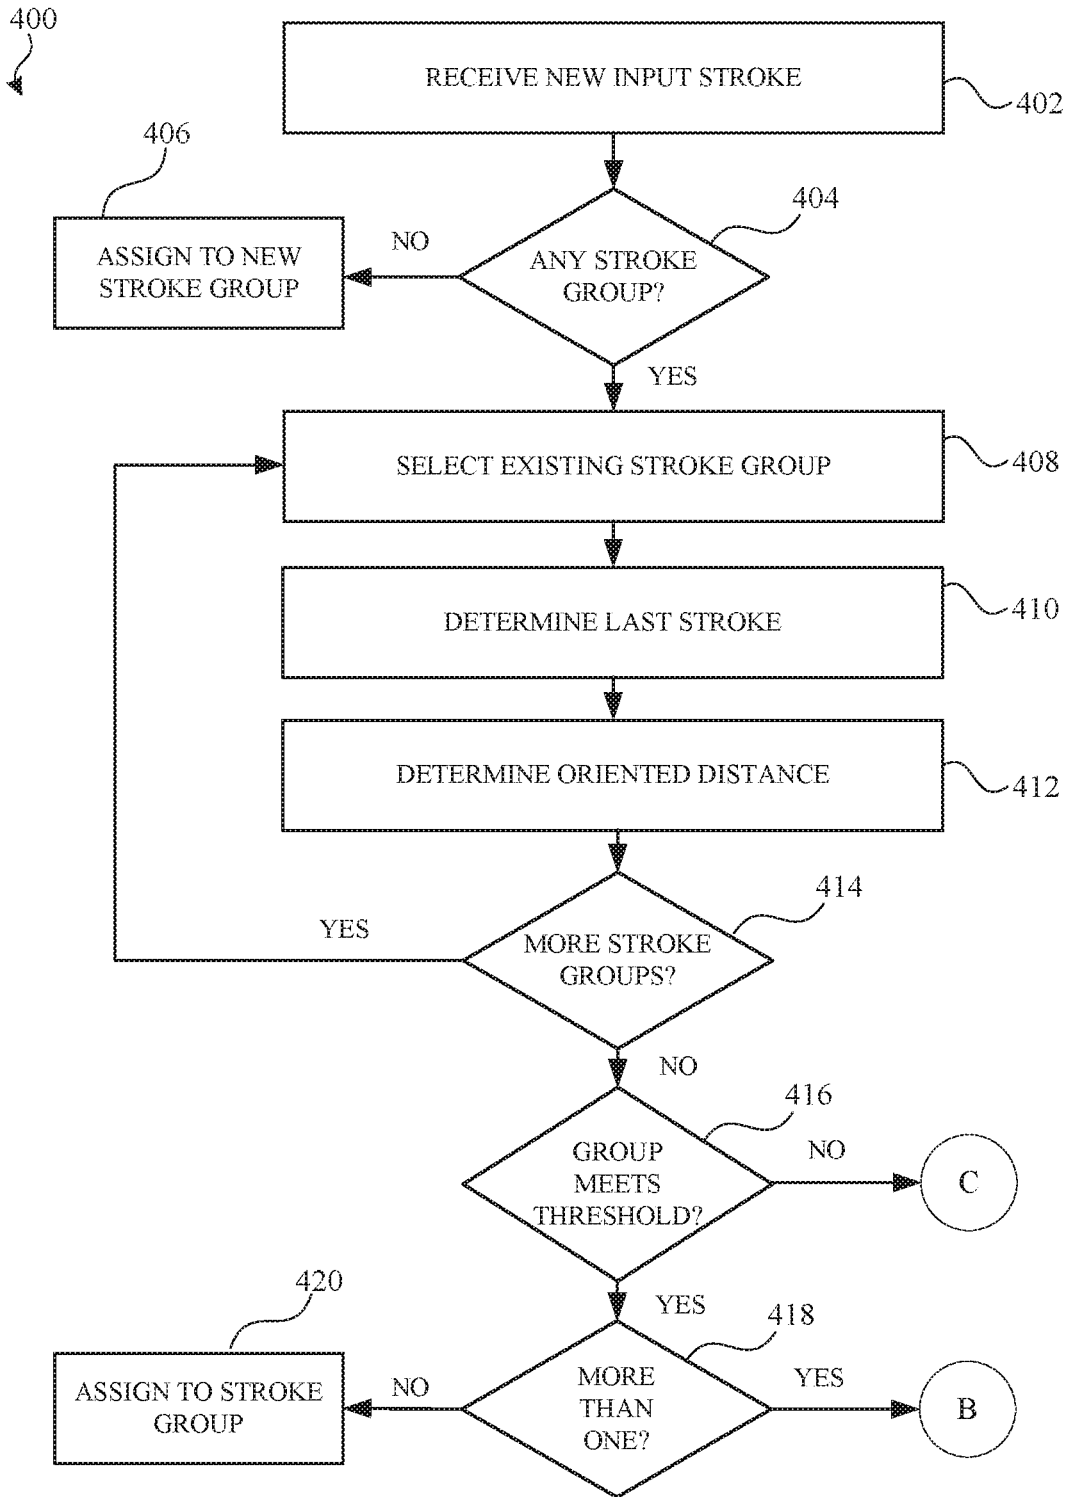 400
RECEIVE NEW INPUT STROKE
402
406
404
ASSIGN TO NEW
STROKE GROUP
NO
ANY STROKE
GROUP?
YES
SELECT EXISTING STROKE GROUP
408
DETERMINE LAST STROKE
410
DETERMINE ORIENTED DISTANCE
412
414
YES
MORE STROKE
GROUPS?
NO
416
GROUP
MEETS
THRESHOLD?
NO
C
420
YES
418
ASSIGN TO STROKE
GROUP
NO
MORE
THAN
ONE?
YES
B